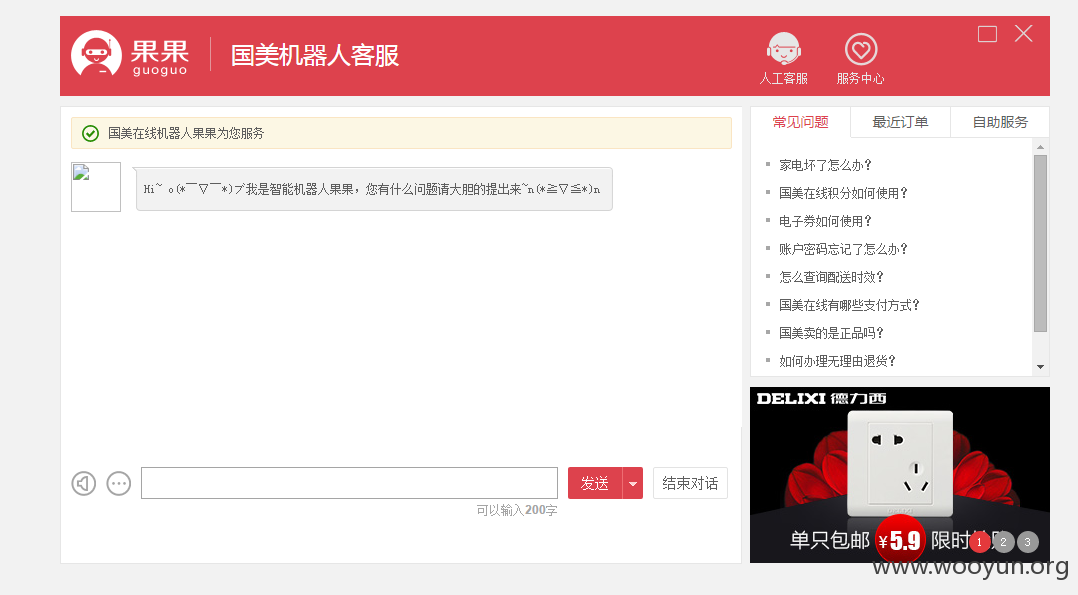 果果
guoguo
国美机器人客服
人工客服
服务中心
国美在线机器人果果为您服务
Hi~ o(*￣▽￣*)ブ我是智能机器人果果，您有什么问题请大胆的提出来~n(*≧▽≦*)n
发送
结束对话
可以输入200字
常见问题
最近订单
自助服务
家电坏了怎么办？
国美在线积分如何使用？
电子券如何使用？
账户密码忘记了怎么办？
怎么查询配送时效？
国美在线有哪些支付方式？
国美卖的是正品吗？
如何办理无理由退货？
DELIXI 德力西
单只包邮 ¥5.9 限时
1 2 3
www.wooyun.org